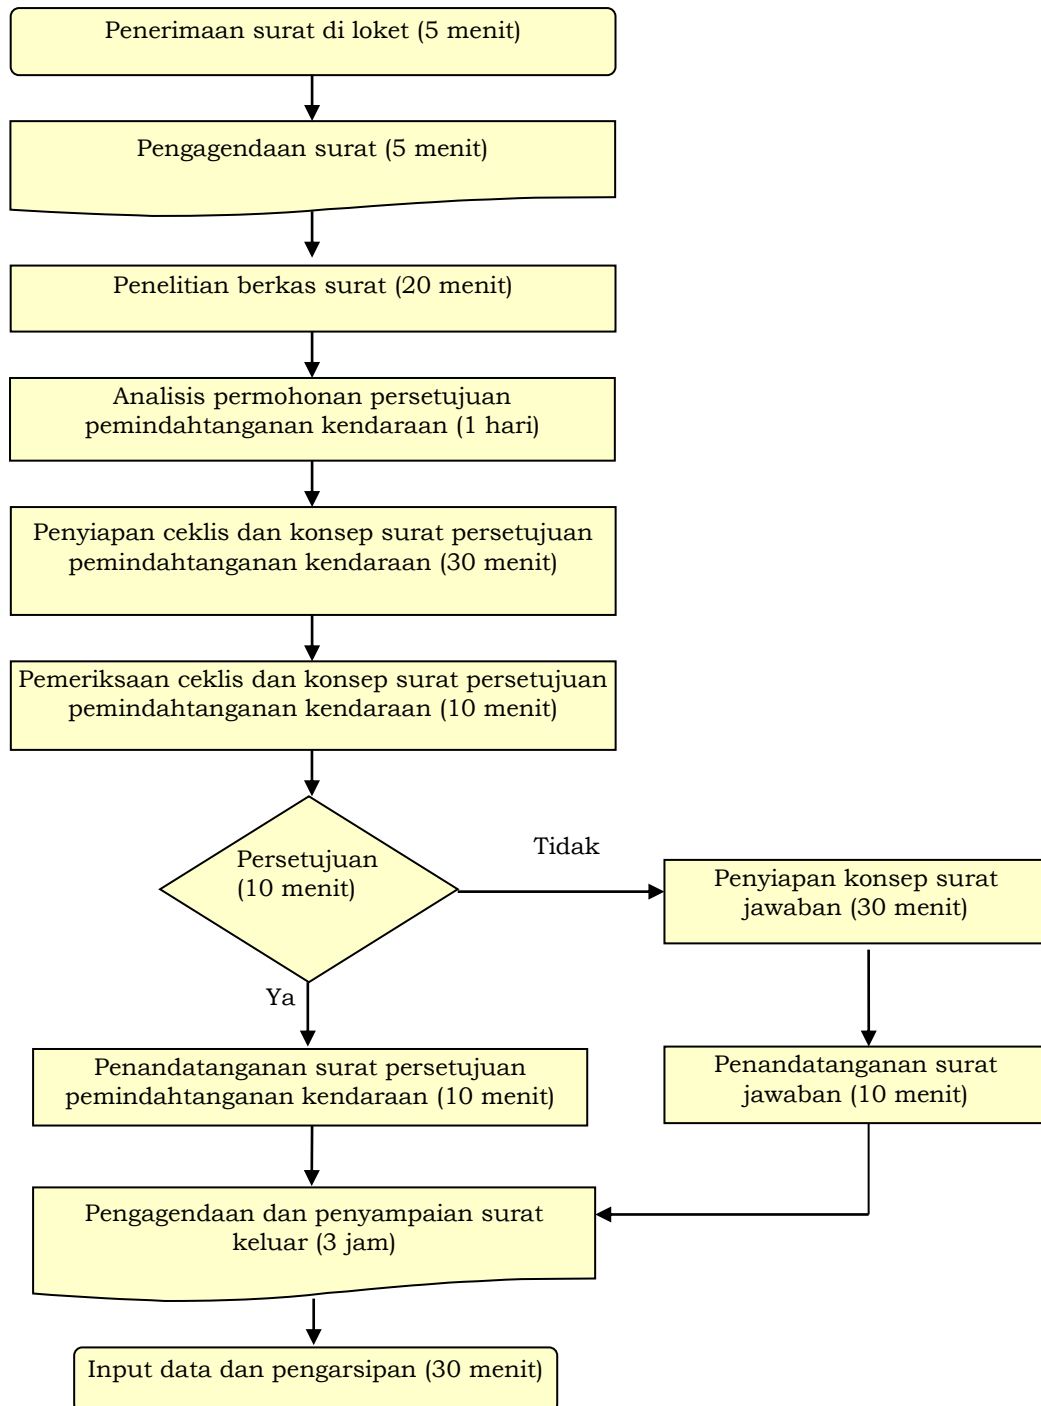 Penerimaan surat di loket (5 menit)
Pengagendaan surat (5 menit)
Penelitian berkas surat (20 menit)
Analisis permohonan persetujuan
pemindahtanganan kendaraan (1 hari)
Penyiapan ceklis dan konsep surat persetujuan
pemindahtanganan kendaraan (30 menit)
Pemeriksaan ceklis dan konsep surat persetujuan
pemindahtanganan kendaraan (10 menit)
Persetujuan
(10 menit)
Tidak
Penyiapan konsep surat
jawaban (30 menit)
Ya
Penandatanganan surat persetujuan
pemindahtanganan kendaraan (10 menit)
Penandatanganan surat
jawaban (10 menit)
Pengagendaan dan penyampaian surat
keluar (3 jam)
Input data dan pengarsipan (30 menit)